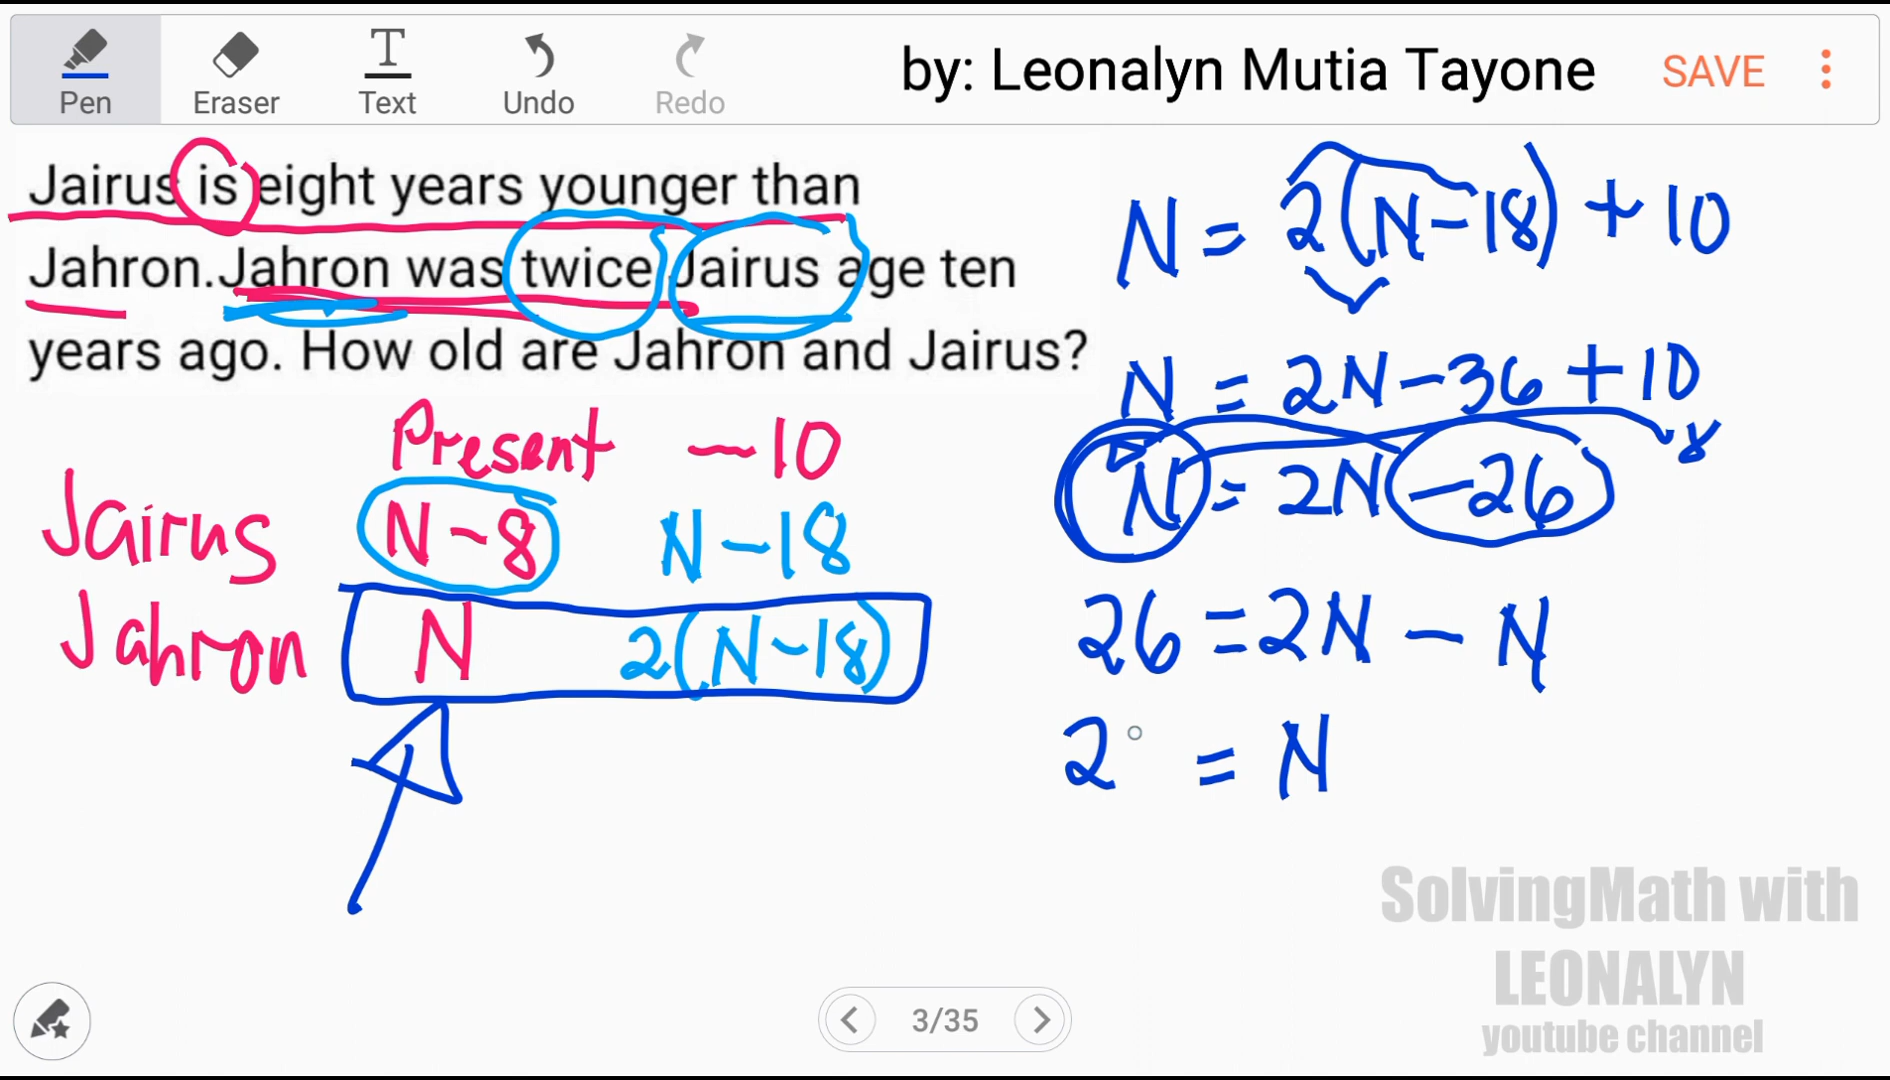 Pen
Eraser
T
Text
Undo
Redo
by: Leonalyn Mutia Tayone
SAVE
Jairus is eight years younger than
Jahron. Jahron was twice Jairus age ten
years ago. How old are Jahron and Jairus?
Present -10
Jairus N-8 N-18
Jahron N 2(N-18)
N = 2(N-18) + 10
N = 2N-36+10
N = 2N-26
26 = 2N - N
2 = N
SolvingMath with
LEONALYN
youtube channel
3/35